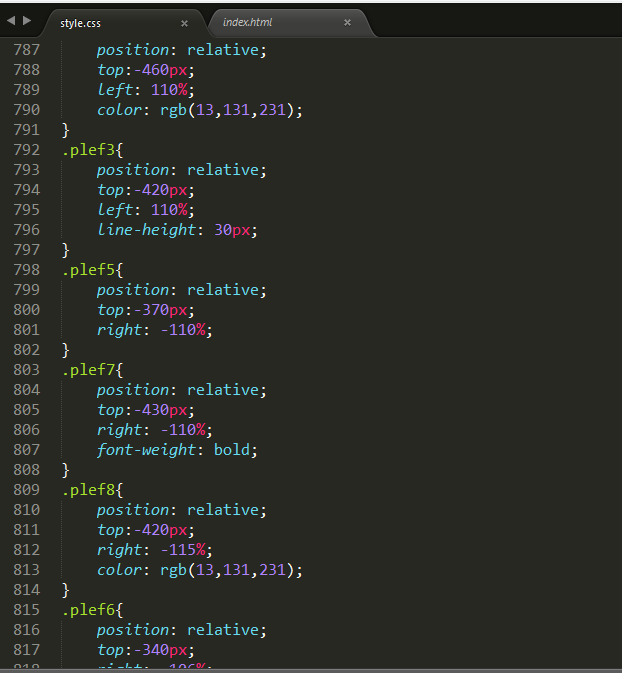 style.css × index.html ×
787 position: relative;
788 top:-460px;
789 left: 110%;
790 color: rgb(13,131,231);
791 }
792 .plef3{
793 position: relative;
794 top:-420px;
795 left: 110%;
796 line-height: 30px;
797 }
798 .plef5{
799 position: relative;
800 top:-370px;
801 right: -110%;
802 }
803 .plef7{
804 position: relative;
805 top:-430px;
806 right: -110%;
807 font-weight: bold;
808 }
809 .plef8{
810 position: relative;
811 top:-420px;
812 right: -115%;
813 color: rgb(13,131,231);
814 }
815 .plef6{
816 position: relative;
817 top:-340px;
818 right: -106%;